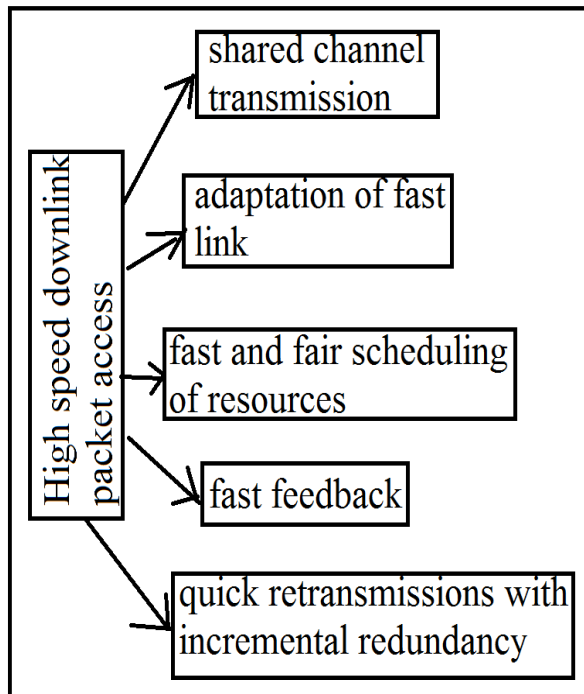 High speed downlink
packet access
shared channel
transmission
adaptation of fast
link
fast and fair scheduling
of resources
fast feedback
quick retransmissions with
incremental redundancy